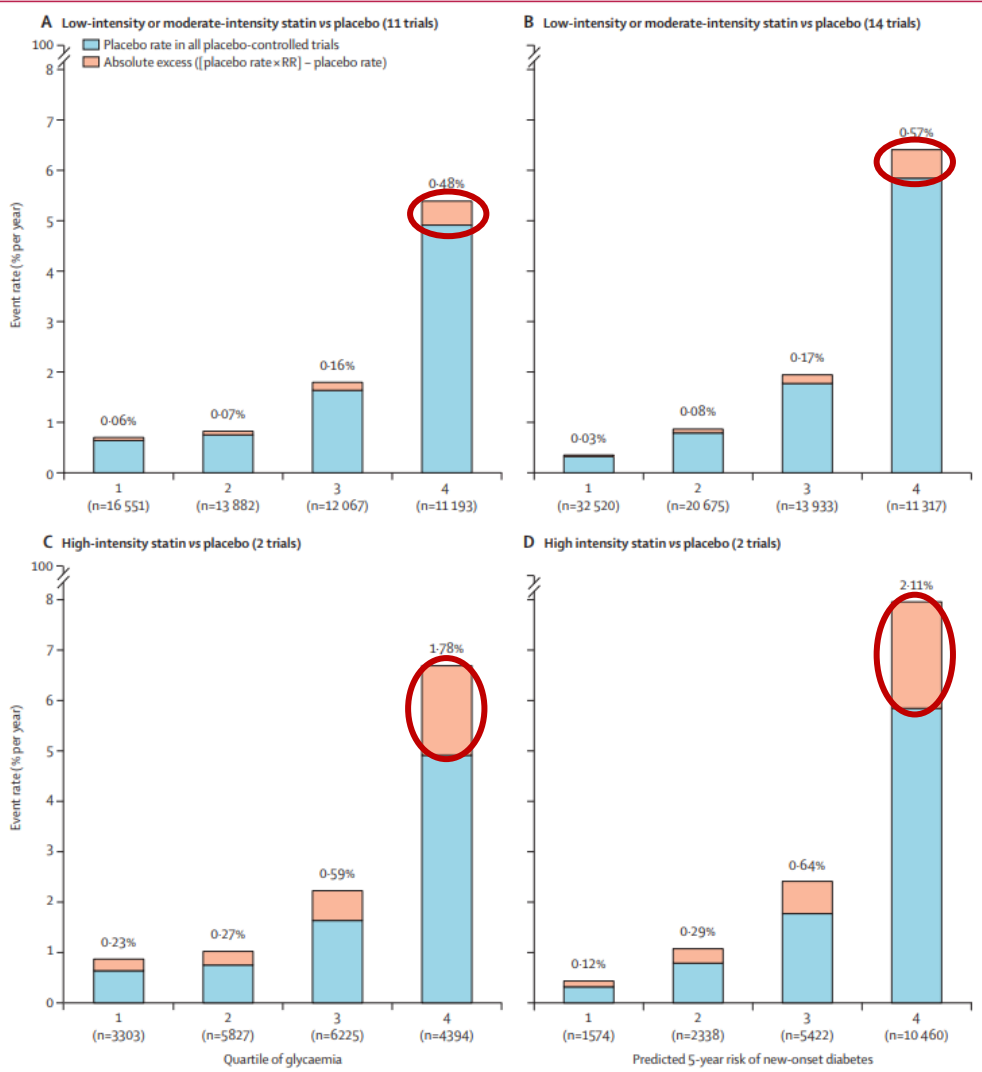 A Low-intensity or moderate-intensity statin vs placebo (11 trials)
100
Placebo rate in all placebo-controlled trials
Absolute excess ([placebo rate×RR] – placebo rate)
8
7
6
5
4
3
2
1
0
Event rate (% per year)
0·06%
0·07%
0·16%
0·48%
1
(n=16 551)
2
(n=13 882)
3
(n=12 067)
4
(n=11 193)
B Low-intensity or moderate-intensity statin vs placebo (14 trials)
0·03%
0·08%
0·17%
0·57%
1
(n=32 520)
2
(n=20 675)
3
(n=13 933)
4
(n=11 317)
C High-intensity statin vs placebo (2 trials)
100
8
7
6
5
4
3
2
1
0
Event rate (% per year)
0·23%
0·27%
0·59%
1·78%
1
(n=3303)
2
(n=5827)
3
(n=6225)
4
(n=4394)
Quartile of glycaemia
D High intensity statin vs placebo (2 trials)
0·12%
0·29%
0·64%
2·11%
1
(n=1574)
2
(n=2338)
3
(n=5422)
4
(n=10 460)
Predicted 5-year risk of new-onset diabetes